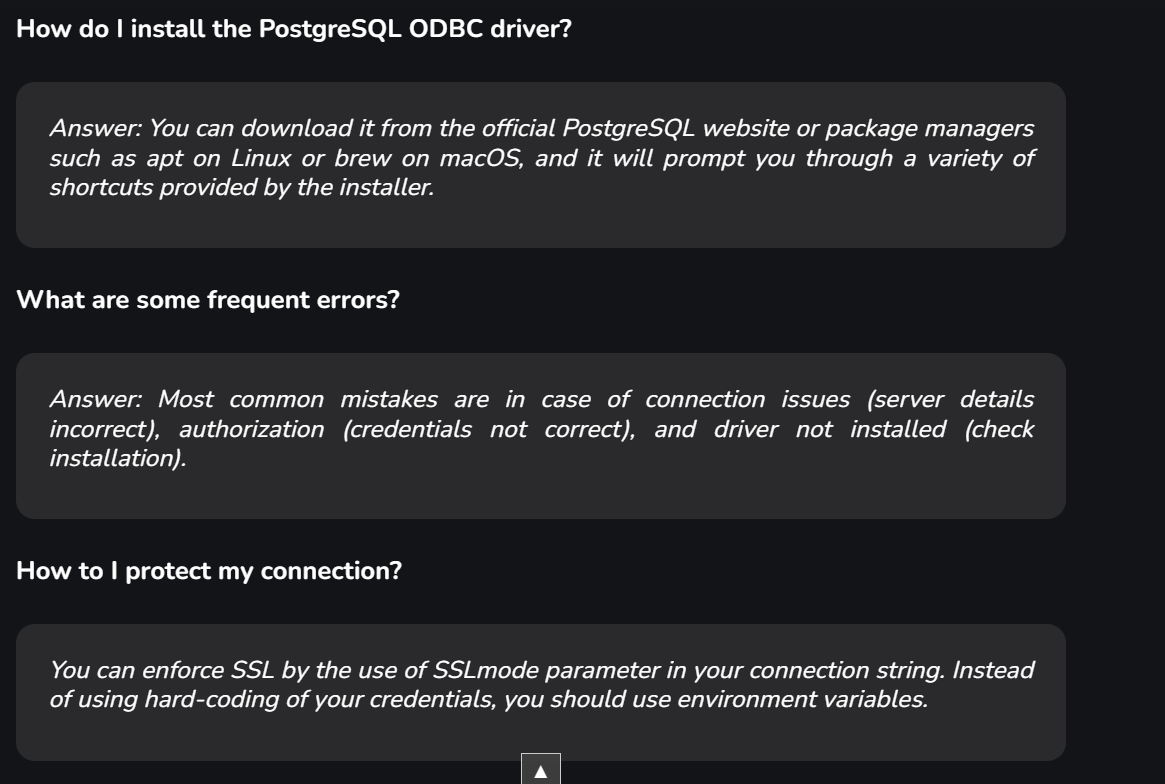 How do I install the PostgreSQL ODBC driver?
Answer: You can download it from the official PostgreSQL website or package managers
such as apt on Linux or brew on macOS, and it will prompt you through a variety of
shortcuts provided by the installer.
What are some frequent errors?
Answer: Most common mistakes are in case of connection issues (server details
incorrect), authorization (credentials not correct), and driver not installed (check
installation).
How to I protect my connection?
You can enforce SSL by the use of SSLmode parameter in your connection string. Instead
of using hard-coding of your credentials, you should use environment variables.